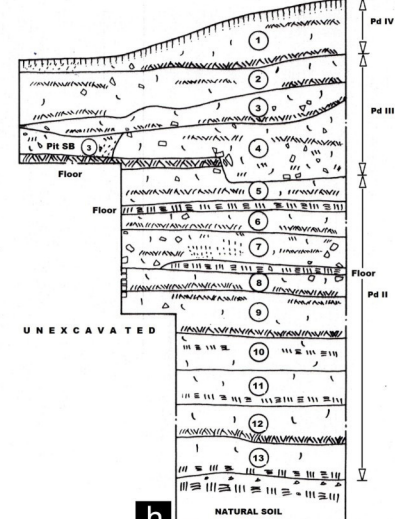 Pd IV
1
2
3
Pd III
Pit SB 3
4
Floor
5
Floor
6
7
Floor
8
Pd II
9
UNEXCAVATED
10
11
12
13
h
NATURAL SOIL